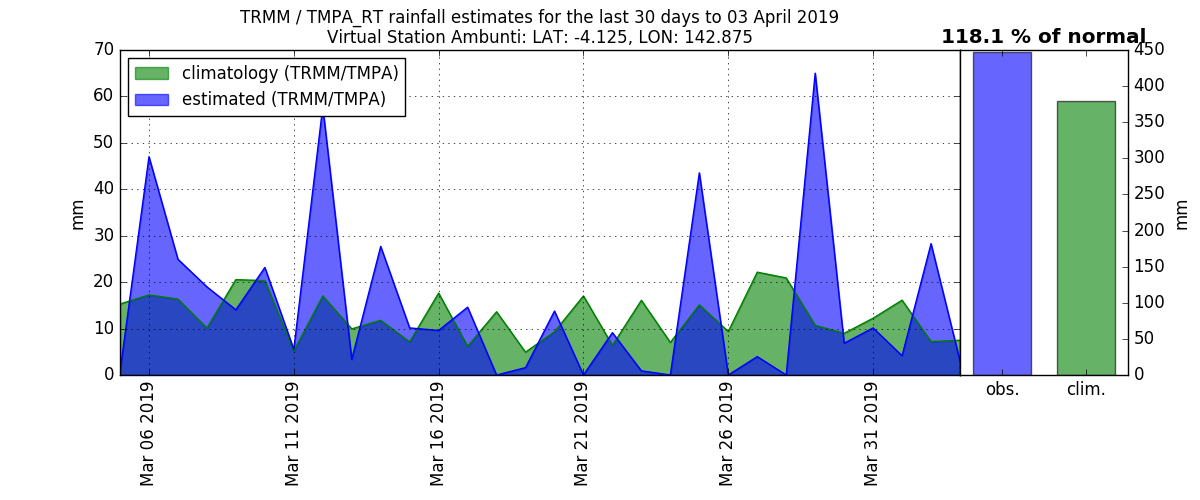 TRMM / TMPA_RT rainfall estimates for the last 30 days to 03 April 2019
Virtual Station Ambunti: LAT: -4.125, LON: 142.875
118.1 % of normal
climatology (TRMM/TMPA)
estimated (TRMM/TMPA)
70
60
50
40
30
20
10
0
mm
Mar 06 2019
Mar 11 2019
Mar 16 2019
Mar 21 2019
Mar 26 2019
Mar 31 2019
450
400
350
300
250
200
150
100
50
0
mm
obs.
clim.